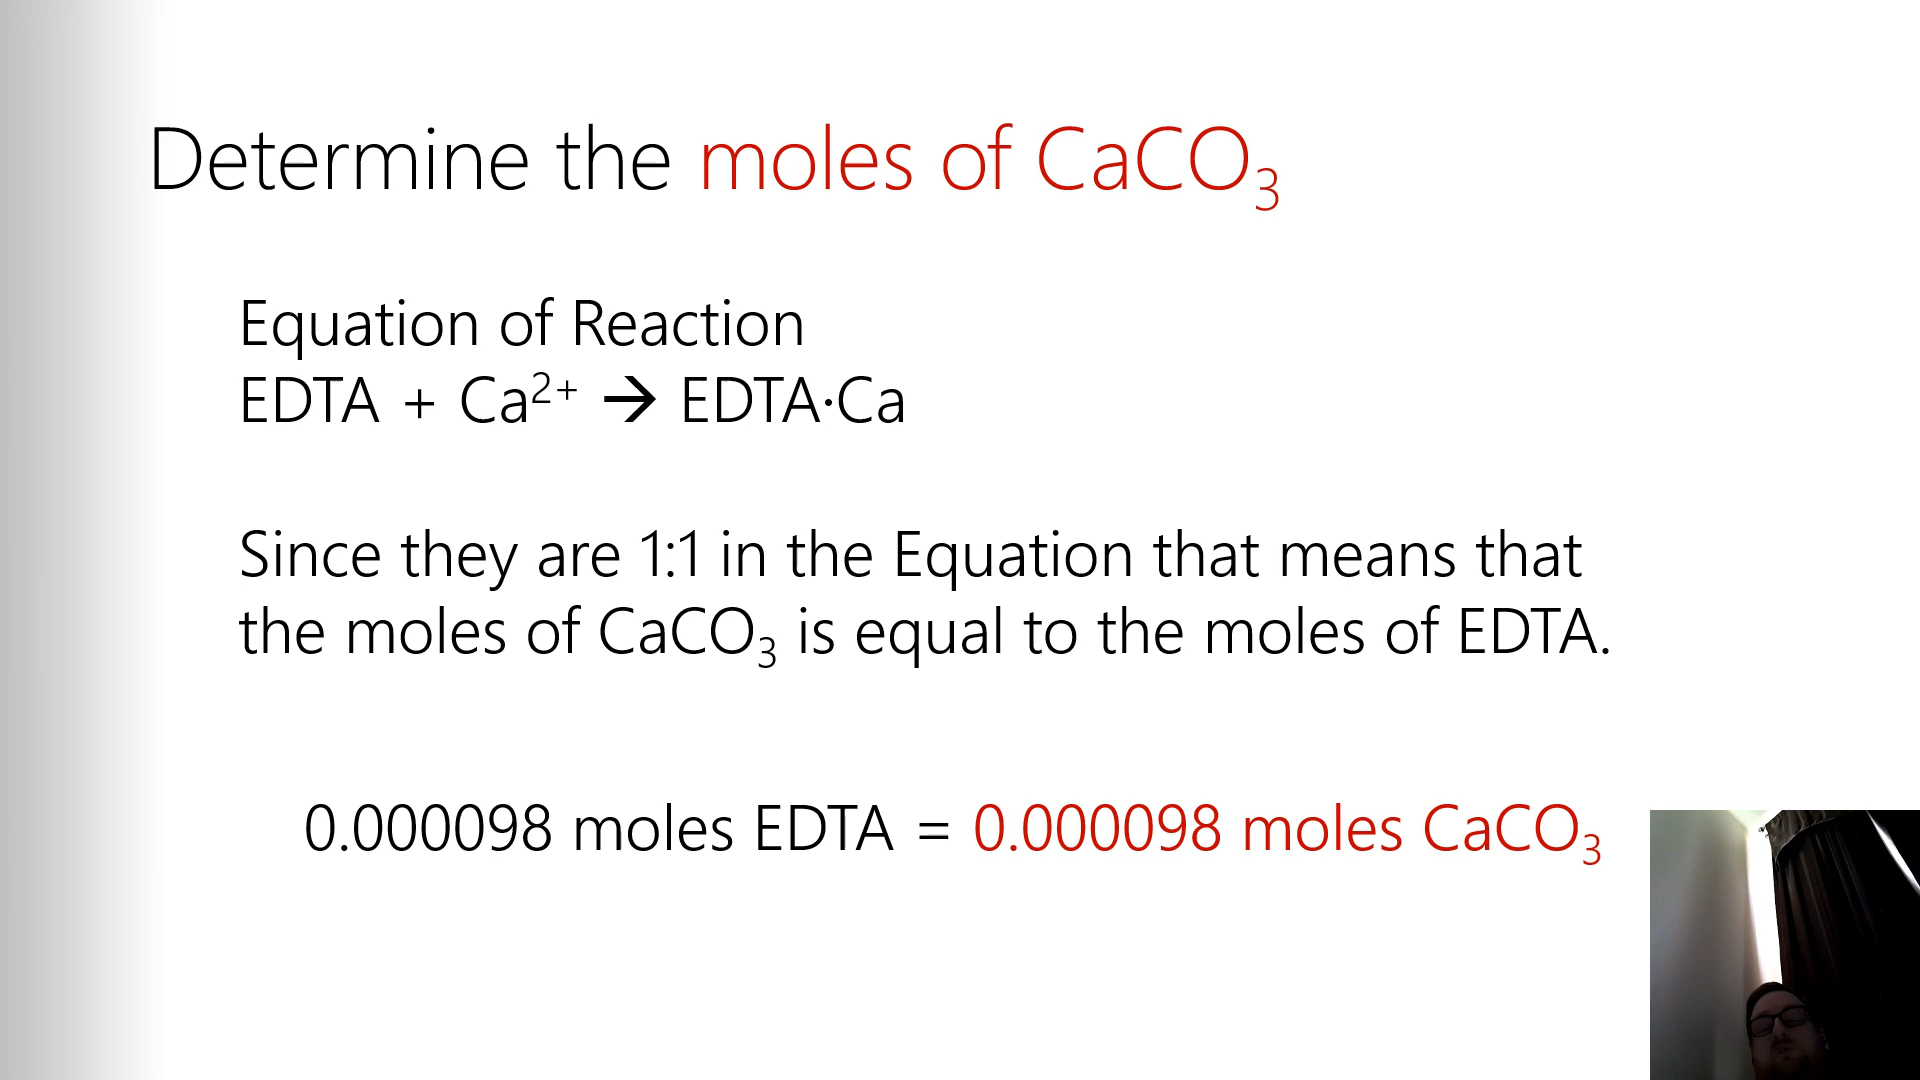 Determine the moles of CaCO₃
Equation of Reaction
EDTA + Ca²⁺ → EDTA·Ca
Since they are 1:1 in the Equation that means that
the moles of CaCO₃ is equal to the moles of EDTA.
0.000098 moles EDTA = 0.000098 moles CaCO₃